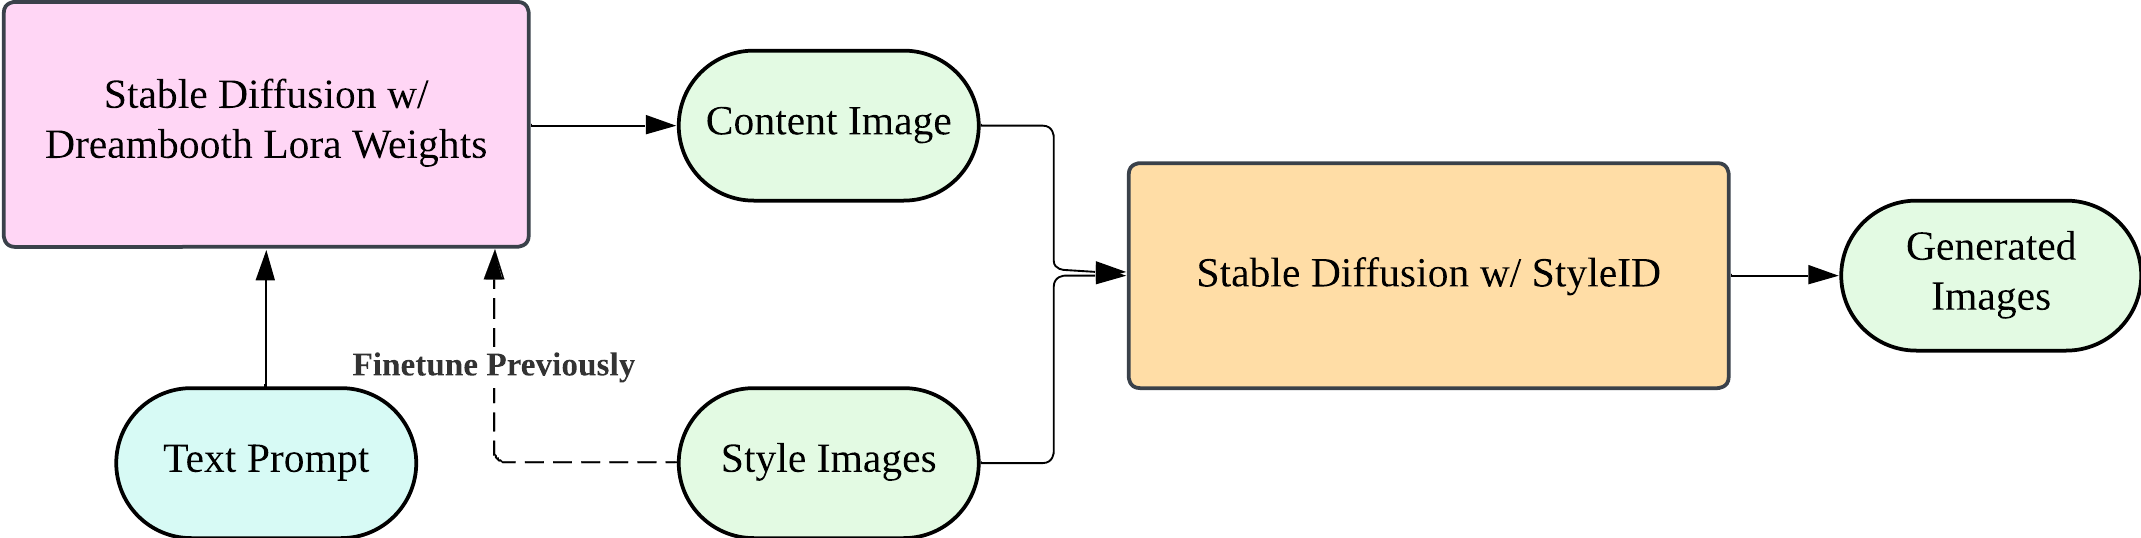 Stable Diffusion w/
Dreambooth Lora Weights
Content Image
Stable Diffusion w/ StyleID
Generated
Images
Finetune Previously
Text Prompt
Style Images